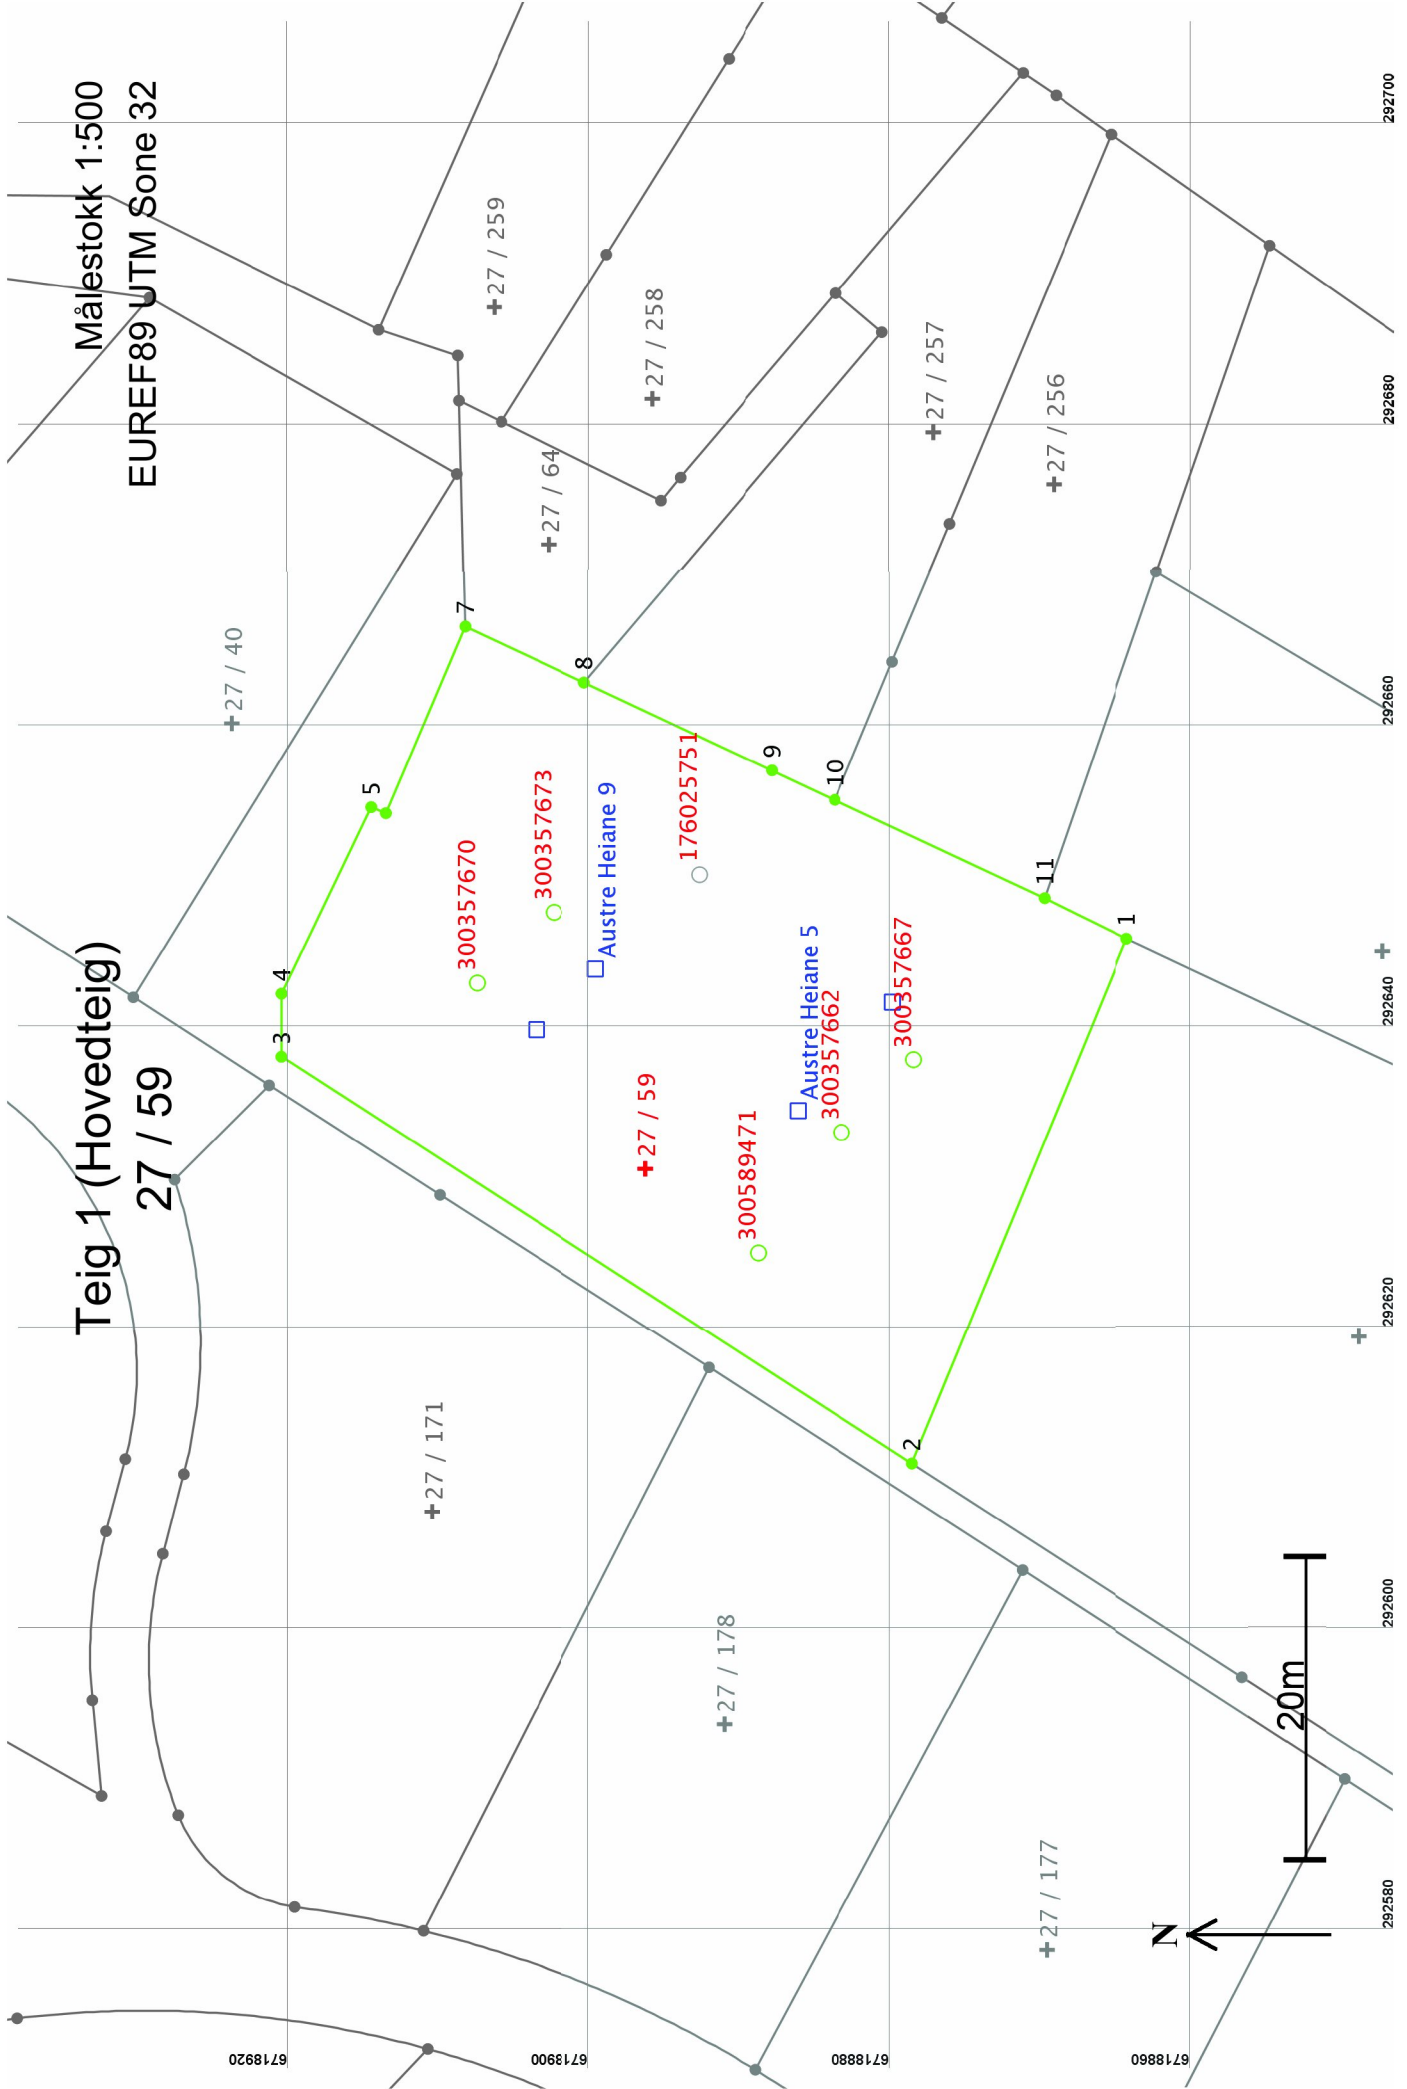 Teig 1 (Hovedteig)
27 / 59
Målestokk 1:500
EUREF89 UTM Sone 32
27 / 40
27 / 259
27 / 258
27 / 64
27 / 257
27 / 256
27 / 171
27 / 178
27 / 177
27 / 59
3
4
5
7
8
9
10
11
1
2
300357670
300357673
Austre Heiane 9
176025751
300589471
Austre Heiane 5
300357662
300357667
6718920
6718900
6718880
6718860
292580
292600
292620
292640
292660
292680
292700
N
20m